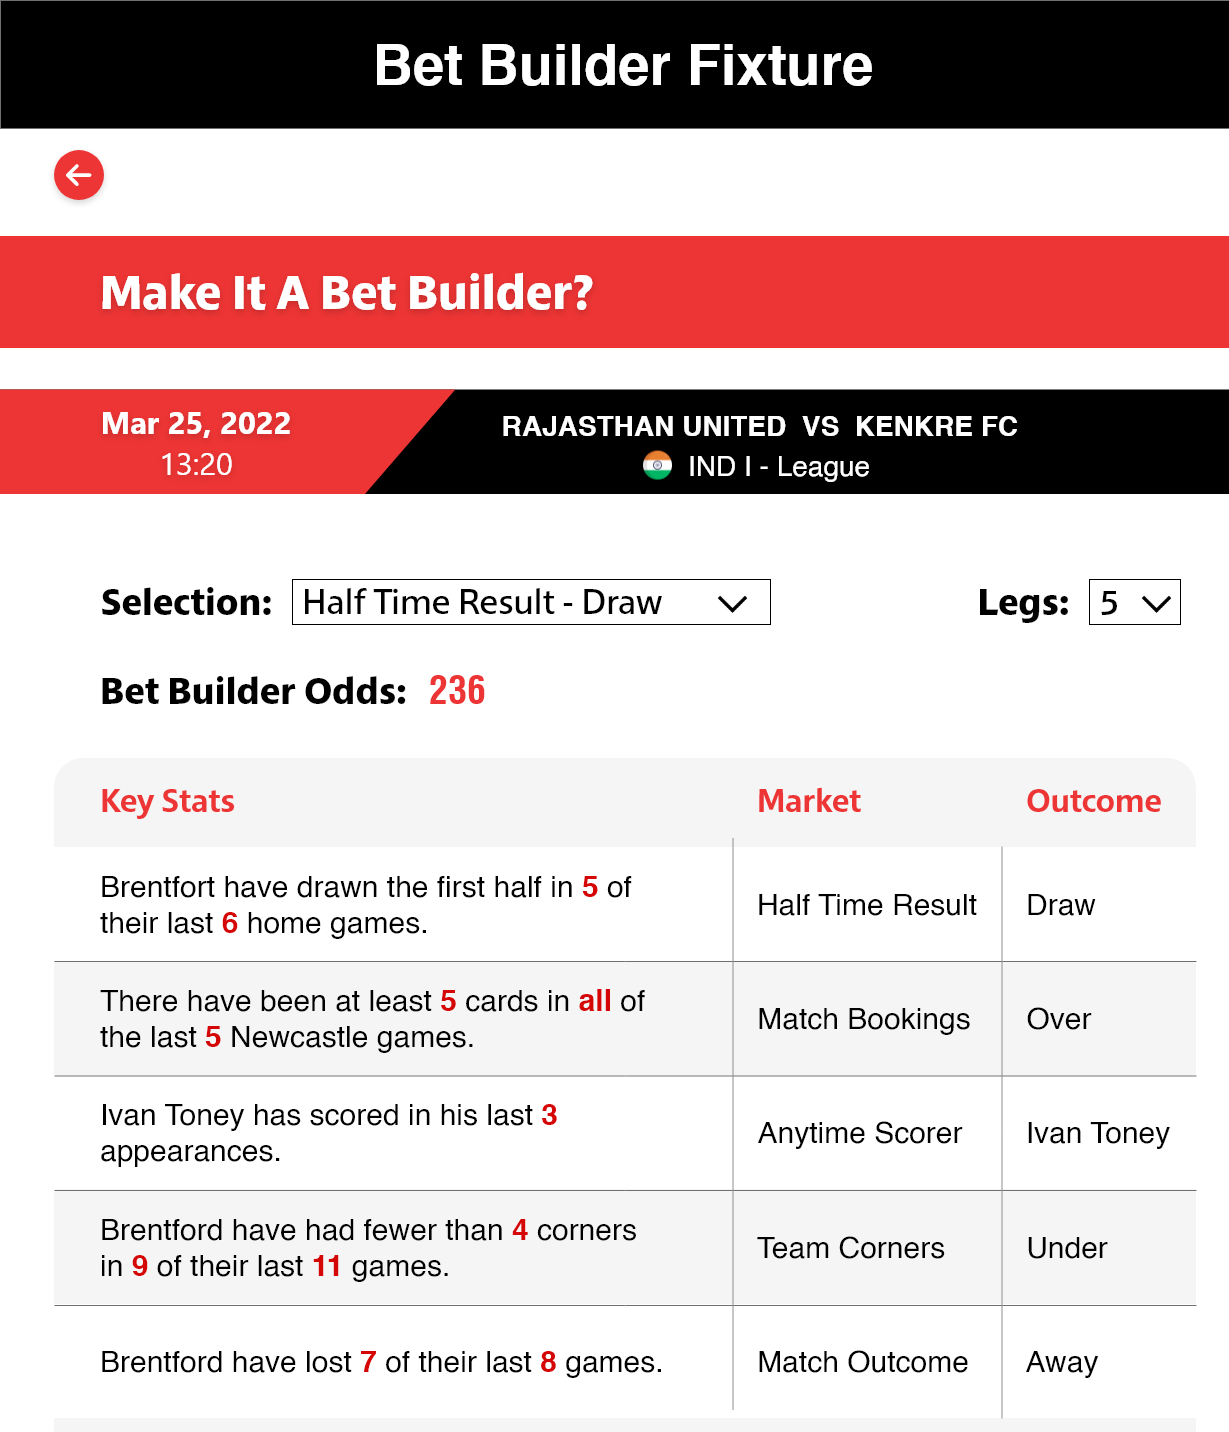 Bet Builder Fixture
Make It A Bet Builder?
Mar 25, 2022
13:20
RAJASTHAN UNITED VS KENKRE FC
IND I - League
Selection: Half Time Result - Draw
Legs: 5
Bet Builder Odds: 236
Key Stats Market Outcome
Brentfort have drawn the first half in 5 of
their last 6 home games.
Half Time Result
Draw
There have been at least 5 cards in all of
the last 5 Newcastle games.
Match Bookings
Over
Ivan Toney has scored in his last 3
appearances.
Anytime Scorer
Ivan Toney
Brentford have had fewer than 4 corners
in 9 of their last 11 games.
Team Corners
Under
Brentford have lost 7 of their last 8 games.
Match Outcome
Away